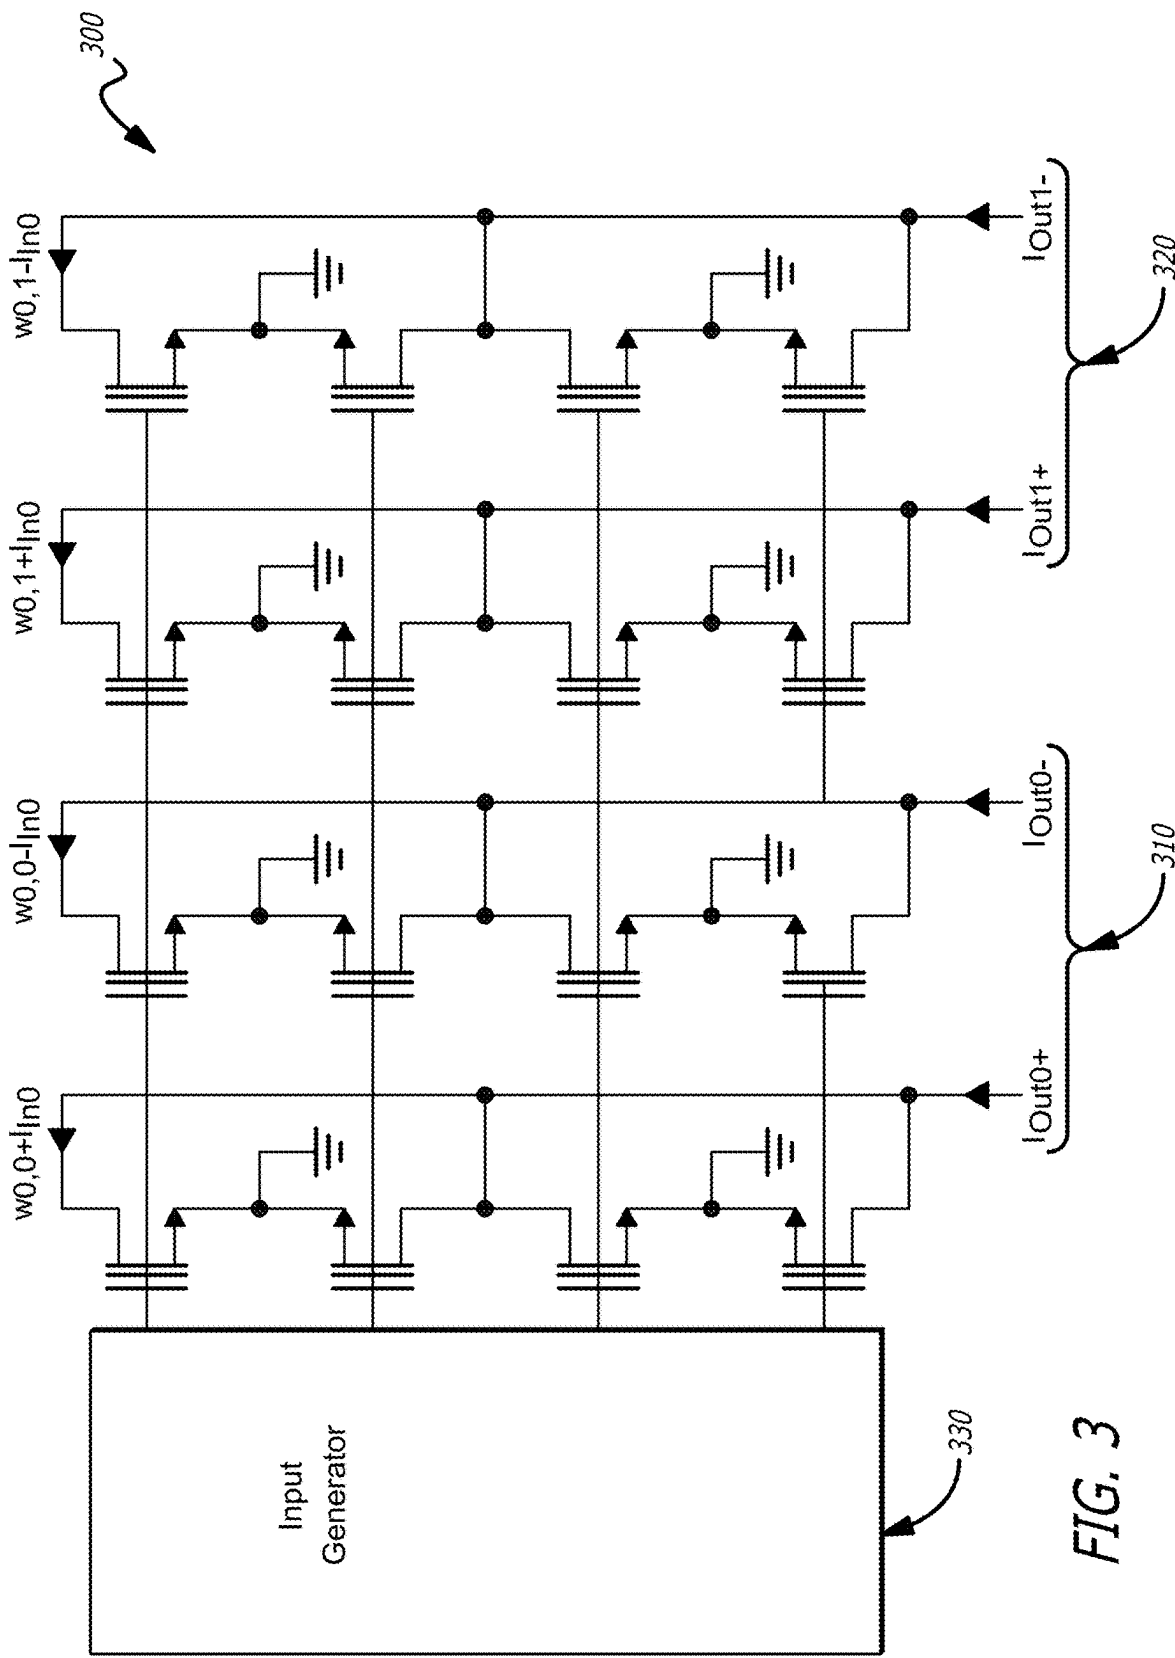 w0,0+IIn0
w0,0-IIn0
w0,1+IIn0
w0,1-IIn0
300
Input
Generator
330
IOut0+
IOut0-
IOut1+
IOut1-
310
320
FIG. 3